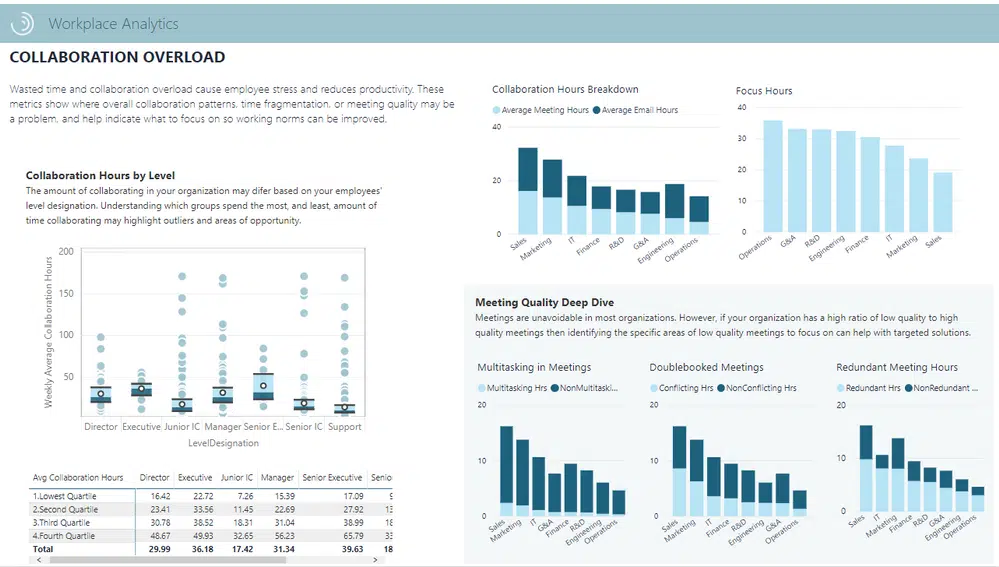 Workplace Analytics
COLLABORATION OVERLOAD
Wasted time and collaboration overload cause employee stress and reduces productivity. These
metrics show where overall collaboration patterns, time fragmentation, or meeting quality may be
a problem, and help indicate what to focus on so working norms can be improved.
Collaboration Hours by Level
The amount of collaborating in your organization may difer based on your employees'
level designation. Understanding which groups spend the most, and least, amount of
time collaborating may highlight outliers and areas of opportunity.
Weekly Average Collaboration Hours
200
150
100
50
Director Executive Junior IC Manager Senior E... Senior IC Support
LevelDesignation
Avg Collaboration Hours Director Executive Junior IC Manager Senior Executive Senio
1.Lowest Quartile 16.42 22.72 7.26 15.39 17.09 9
2.Second Quartile 23.41 33.56 11.45 22.69 27.92 13
3.Third Quartile 30.78 38.52 18.31 31.04 38.99 18
4.Fourth Quartile 48.67 49.93 32.65 56.23 65.79 33
Total 29.99 36.18 17.42 31.34 39.63 18
Collaboration Hours Breakdown
Average Meeting Hours Average Email Hours
40
20
0
Sales Marketing IT Finance R&D G&A Engineering Operations
Focus Hours
40
30
20
10
0
Operations G&A R&D Engineering Finance IT Marketing Sales
Meeting Quality Deep Dive
Meetings are unavoidable in most organizations. However, if your organization has a high ratio of low quality to high
quality meetings then identifying the specific areas of low quality meetings to focus on can help with targeted solutions.
Multitasking in Meetings
Multitasking Hrs NonMultitaski...
20
10
0
Sales Marketing IT G&A Finance R&D Engineering Operations
Doublebooked Meetings
Conflicting Hrs NonConflicting Hrs
20
10
0
Sales Marketing IT Finance R&D Engineering G&A Operations
Redundant Meeting Hours
Redundant Hrs NonRedundant ...
20
10
0
Sales IT Marketing Finance R&D G&A Engineering Operations